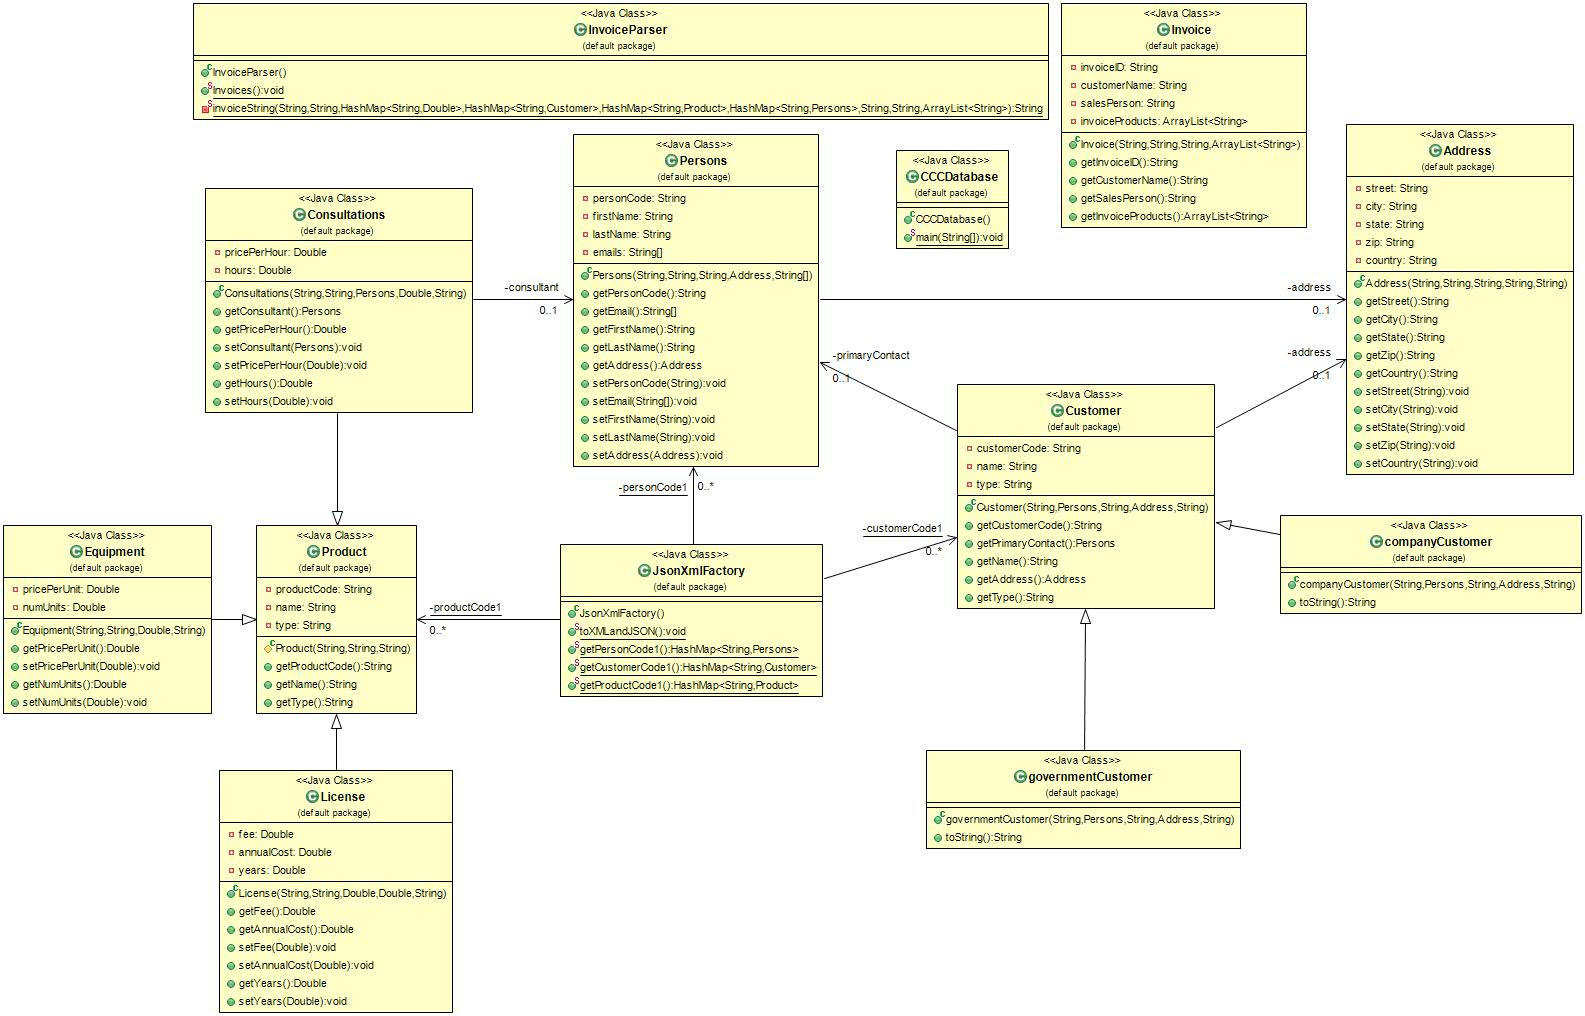 <<Java Class>>
InvoiceParser
(default package)
InvoiceParser()
Invoices():void
invoiceString(String,String,HashMap<String,Double>,HashMap<String,Customer>,HashMap<String,Product>,HashMap<String,Persons>,String,String,ArrayList<String>):String
<<Java Class>>
Invoice
(default package)
invoiceID: String
customerName: String
salesPerson: String
invoiceProducts: ArrayList<String>
Invoice(String,String,String,ArrayList<String>)
getInvoiceID():String
getCustomerName():String
getSalesPerson():String
getInvoiceProducts():ArrayList<String>
<<Java Class>>
Consultations
(default package)
pricePerHour: Double
hours: Double
Consultations(String,String,Persons,Double,String)
getConsultant():Persons
getPricePerHour():Double
setConsultant(Persons):void
setPricePerHour(Double):void
getHours():Double
setHours(Double):void
-consultant
0..1
<<Java Class>>
Persons
(default package)
personCode: String
firstName: String
lastName: String
emails: String[]
Persons(String,String,String,Address,String[])
getPersonCode():String
getEmail():String[]
getFirstName():String
getLastName():String
getAddress():Address
setPersonCode(String):void
setEmail(String[]):void
setFirstName(String):void
setLastName(String):void
setAddress(Address):void
<<Java Class>>
CCCDatabase
(default package)
CCCDatabase()
main(String[]):void
-address
0..1
<<Java Class>>
Address
(default package)
street: String
city: String
state: String
zip: String
country: String
Address(String,String,String,String,String)
getStreet():String
getCity():String
getState():String
getZip():String
getCountry():String
setStreet(String):void
setCity(String):void
setState(String):void
setZip(String):void
setCountry(String):void
-primaryContact
0..1
-address
0..1
<<Java Class>>
Customer
(default package)
customerCode: String
name: String
type: String
Customer(String,Persons,String,Address,String)
getCustomerCode():String
getPrimaryContact():Persons
getName():String
getAddress():Address
getType():String
-personCode1
0..*
-customerCode1
0..*
<<Java Class>>
companyCustomer
(default package)
companyCustomer(String,Persons,String,Address,String)
toString():String
<<Java Class>>
Equipment
(default package)
pricePerUnit: Double
numUnits: Double
Equipment(String,String,Double,String)
getPricePerUnit():Double
setPricePerUnit(Double):void
getNumUnits():Double
setNumUnits(Double):void
<<Java Class>>
Product
(default package)
productCode: String
name: String
type: String
Product(String,String,String)
getProductCode():String
getName():String
getType():String
-productCode1
0..*
<<Java Class>>
JsonXmlFactory
(default package)
JsonXmlFactory()
toXMLandJSON():void
getPersonCode1():HashMap<String,Persons>
getCustomerCode1():HashMap<String,Customer>
getProductCode1():HashMap<String,Product>
<<Java Class>>
License
(default package)
fee: Double
annualCost: Double
years: Double
License(String,String,Double,Double,String)
getFee():Double
getAnnualCost():Double
setFee(Double):void
setAnnualCost(Double):void
getYears():Double
setYears(Double):void
<<Java Class>>
governmentCustomer
(default package)
governmentCustomer(String,Persons,String,Address,String)
toString():String